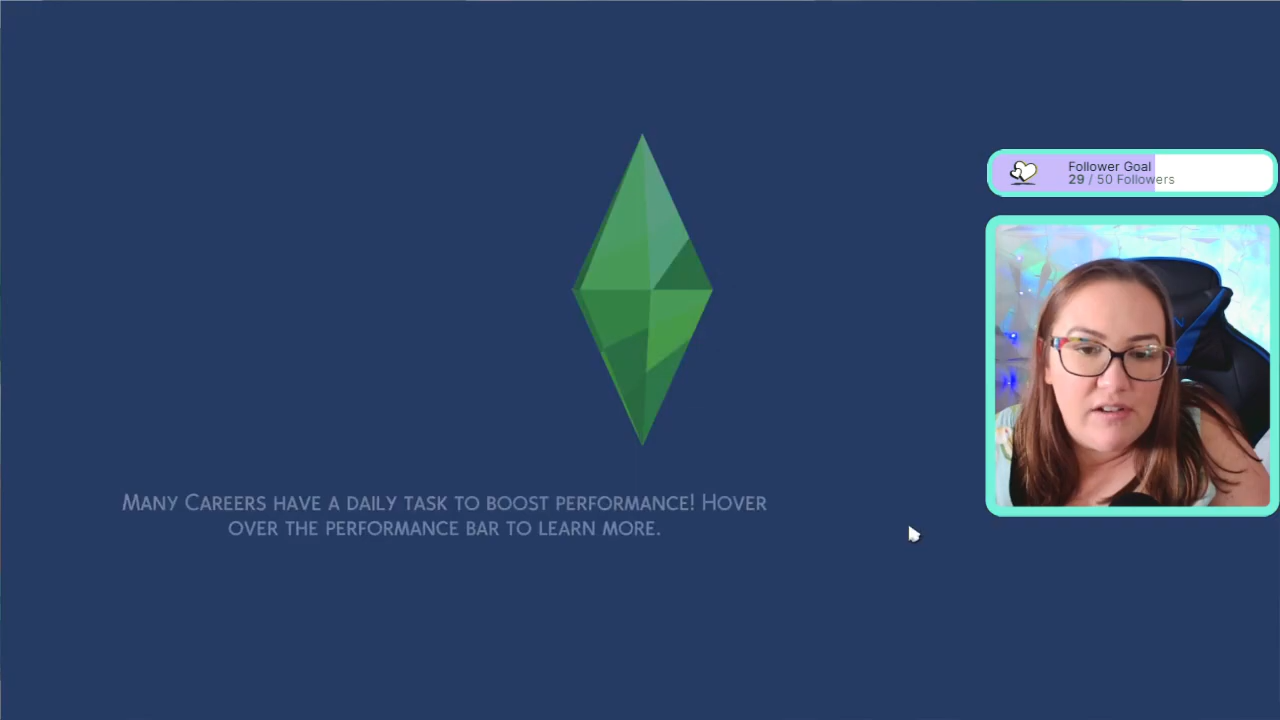 Follower Goal
29 / 50 Followers
MANY CAREERS HAVE A DAILY TASK TO BOOST PERFORMANCE! HOVER
OVER THE PERFORMANCE BAR TO LEARN MORE.